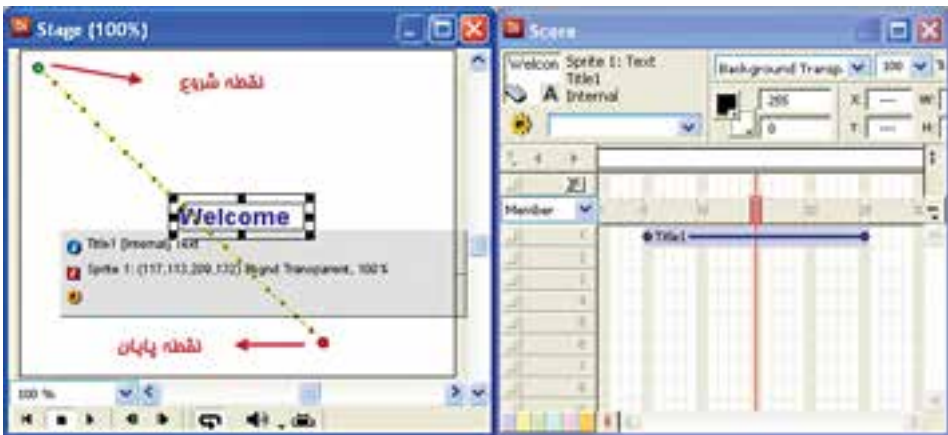 Stage (100%)
نقطه شروع
Welcome
Title1 (Internal) Text
Sprite 1: (117,113,209,132) Bkgnd Transparent, 100%
نقطه پایان
100 %
Score
Welcon
Sprite 1: Text
Title1
Internal
Background Transp.
100
%
A
255
X:
W:
0
Y:
H:
Member
Title1